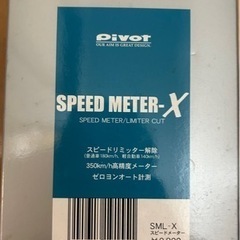 Pivot
OUR AIM IS GREAT DESIGN.
SPEED METER-X
SPEED METER/LIMITER CUT
スピードリミッター解除
(普通車180km/h、軽自動車140km/h)
350km/h高精度メーター
ゼロヨンオート計測
SML-X
スピードメーター